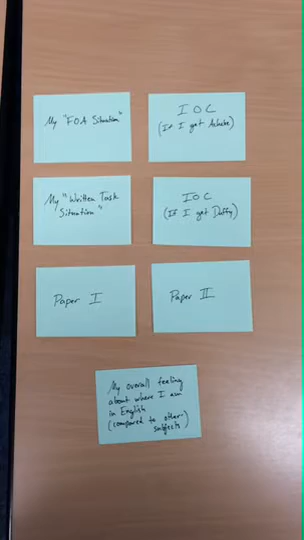 My "FOA Situation"
IOC
(If I get Achebe)
My "Written Task
Situation"
IOC
(If I get Duffy)
Paper I
Paper II
My overall feeling
about where I am
in English
(compared to other
subjects)